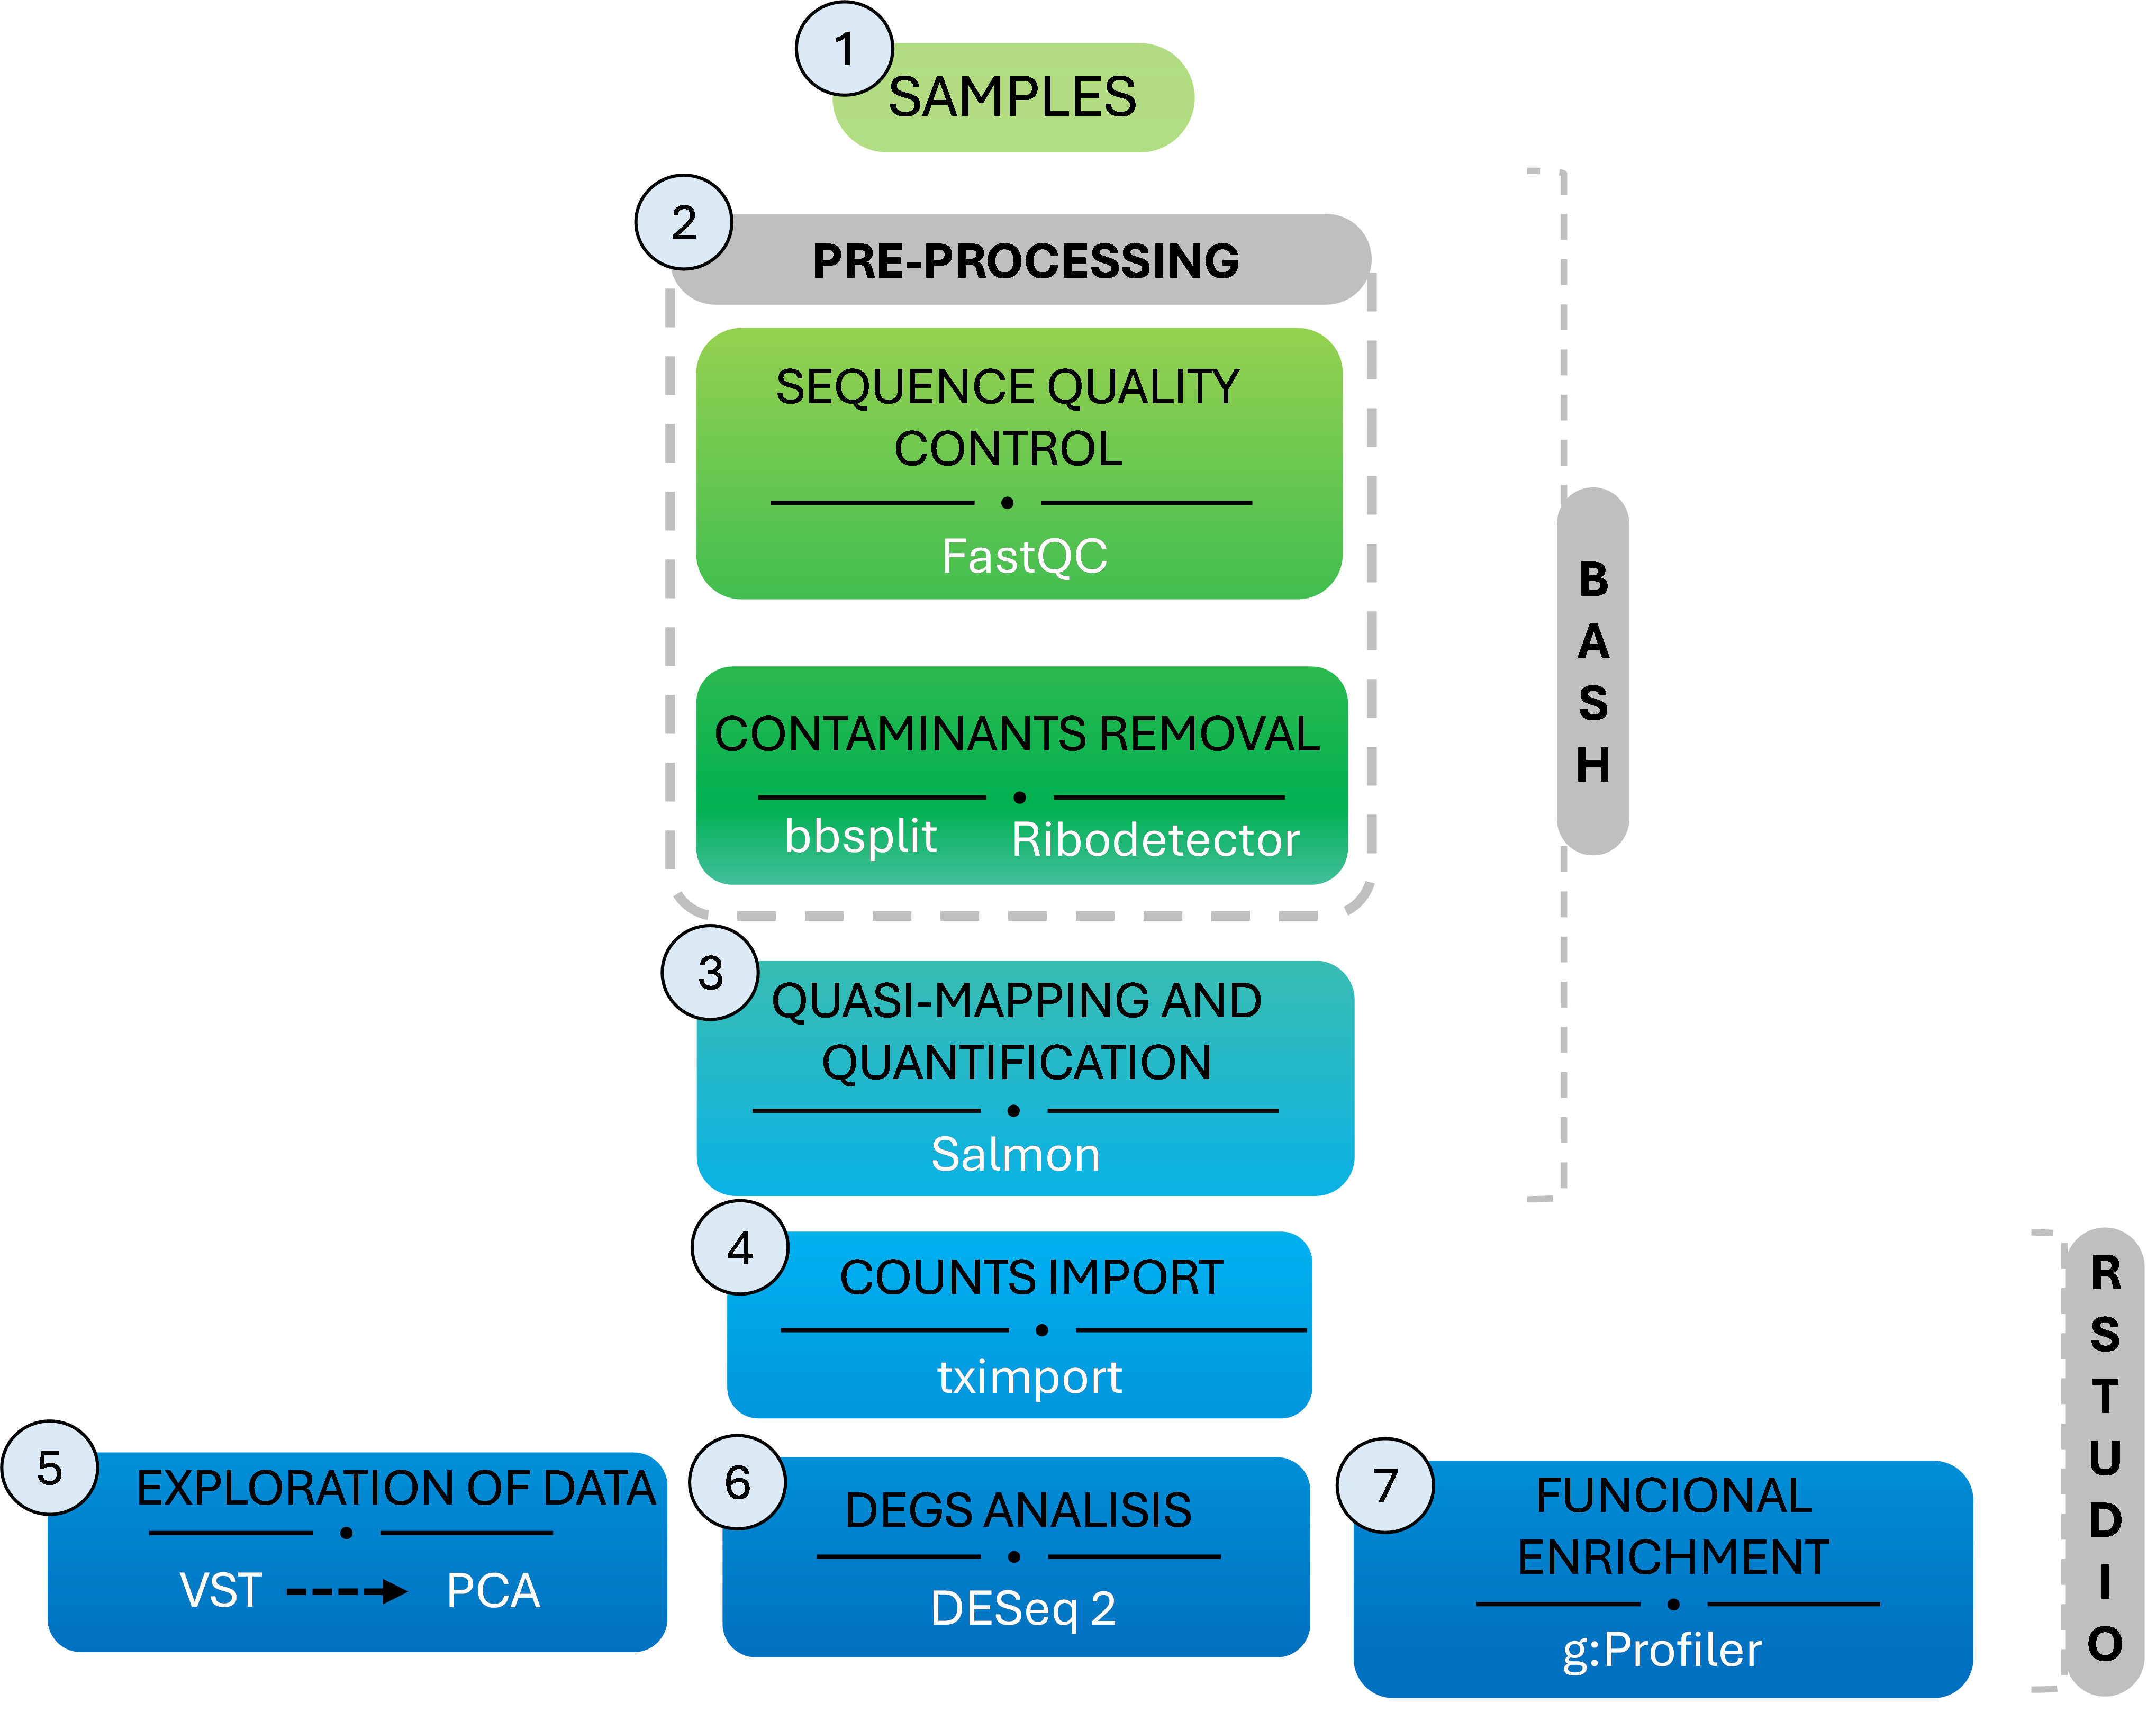 1
SAMPLES
2
PRE-PROCESSING
SEQUENCE QUALITY
CONTROL
FastQC
CONTAMINANTS REMOVAL
bbsplit Ribodetector
3
QUASI-MAPPING AND
QUANTIFICATION
Salmon
BASH
4
COUNTS IMPORT
tximport
5
EXPLORATION OF DATA
VST PCA
6
DEGS ANALISIS
DESeq 2
7
FUNCIONAL
ENRICHMENT
g:Profiler
RSTUDIO